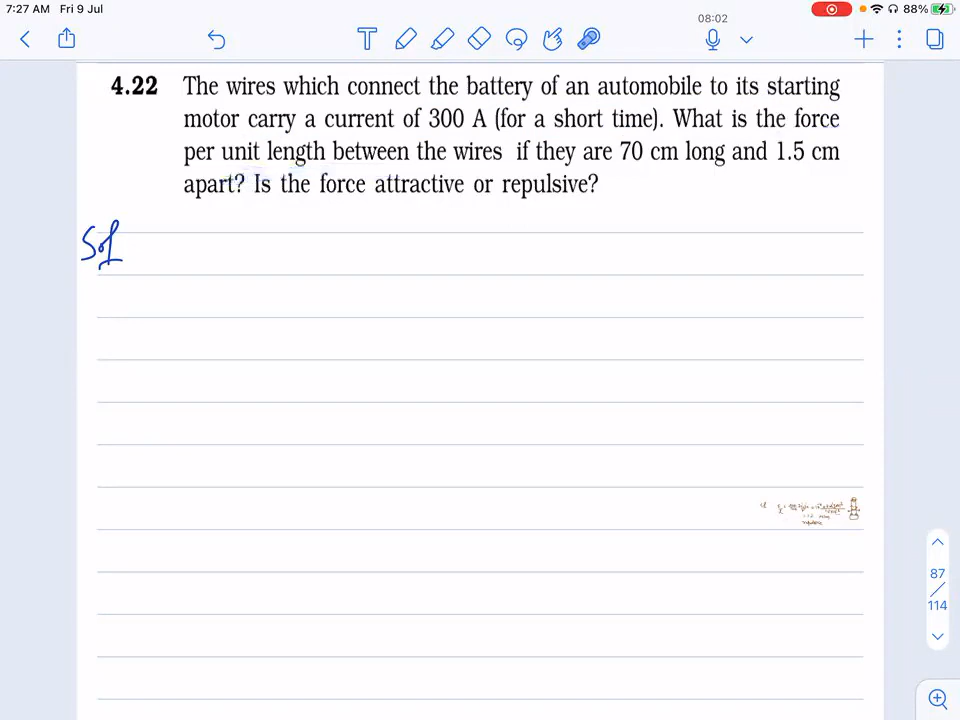 7:27 AM Fri 9 Jul
88%
08:02
T
4.22 The wires which connect the battery of an automobile to its starting
motor carry a current of 300 A (for a short time). What is the force
per unit length between the wires if they are 70 cm long and 1.5 cm
apart? Is the force attractive or repulsive?
Sol
87
114